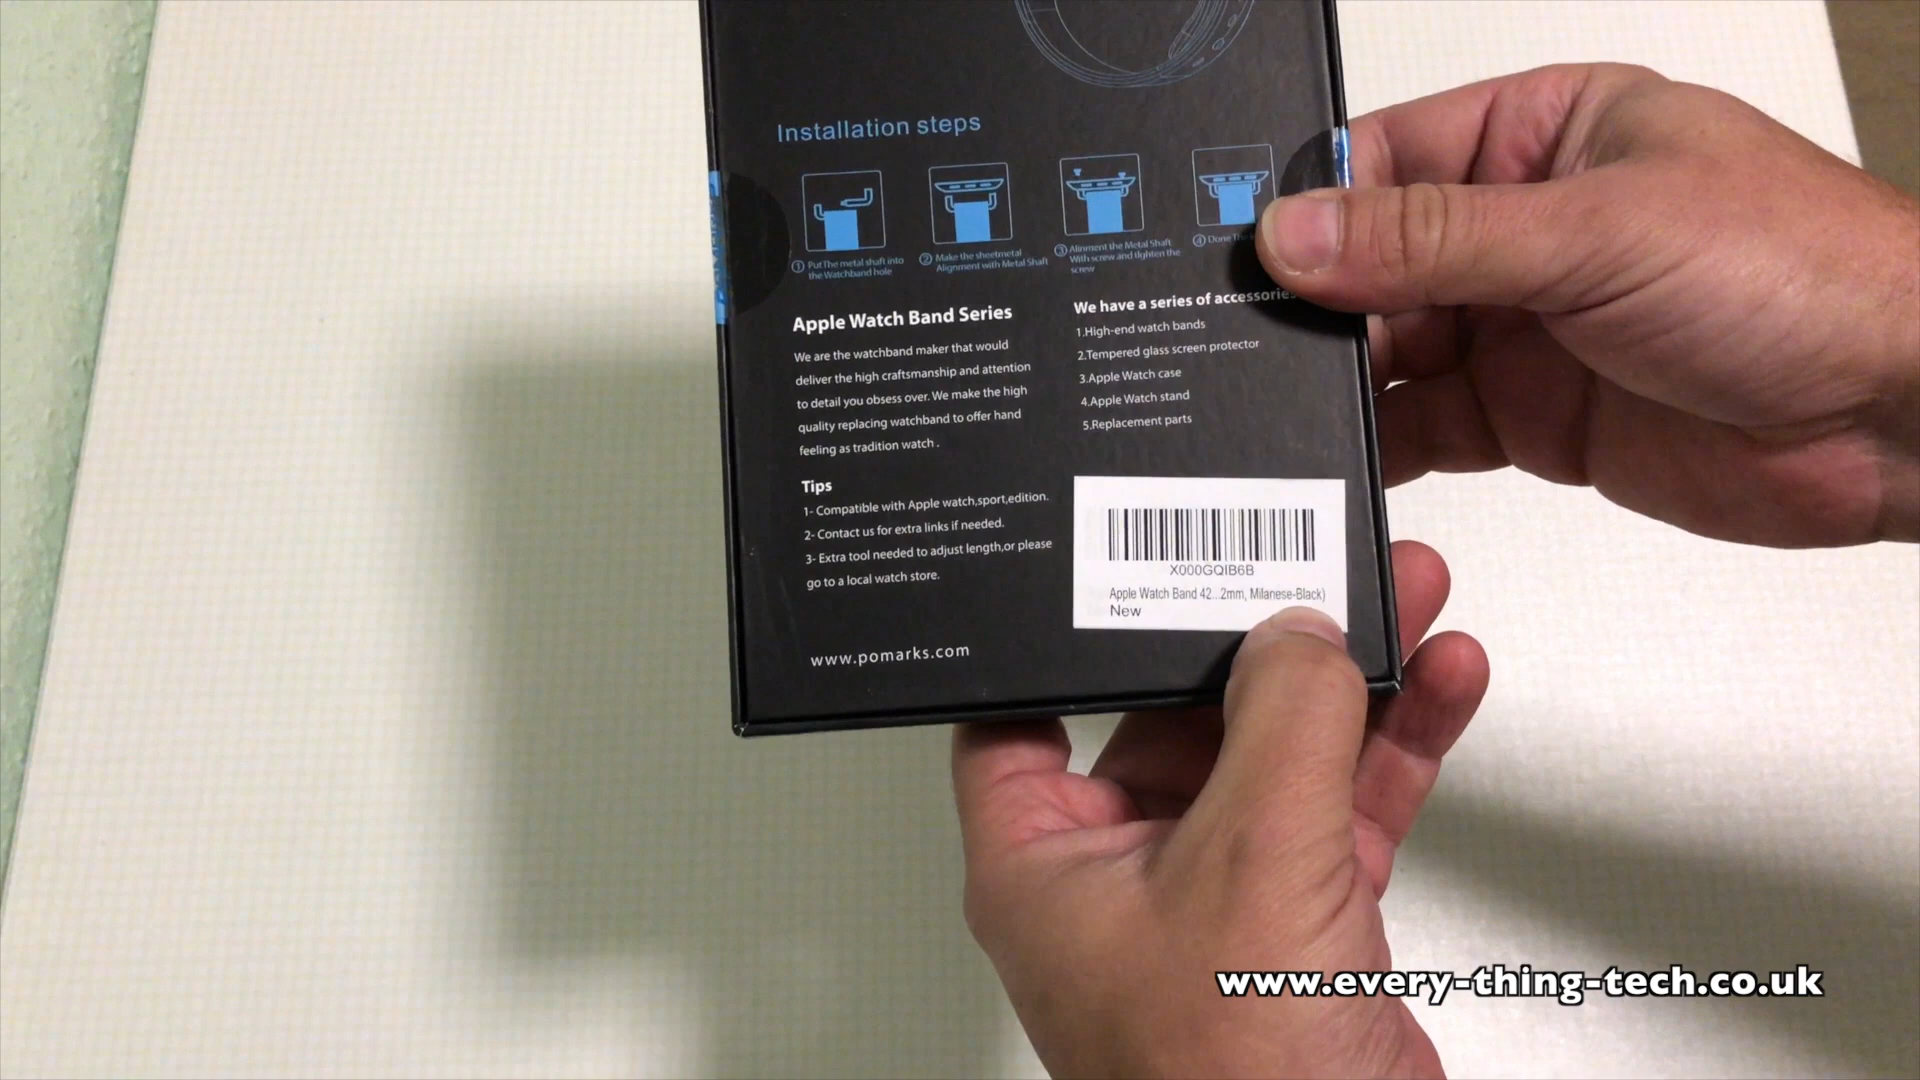 Installation steps
① PutThe metal shaft into
the Watchband hole
② Make the sheetmetal
Alignment with Metal Shaft
③ Alinment the Metal Shaft
With screw and tighten the
screw
④ Done The
Apple Watch Band Series
We are the watchband maker that would
deliver the high craftsmanship and attention
to detail you obsess over. We make the high
quality replacing watchband to offer hand
feeling as tradition watch .
Tips
1- Compatible with Apple watch,sport,edition.
2- Contact us for extra links if needed.
3- Extra tool needed to adjust length,or please
go to a local watch store.
www.pomarks.com
We have a series of accessories
1.High-end watch bands
2.Tempered glass screen protector
3.Apple Watch case
4.Apple Watch stand
5.Replacement parts
X000GQIB6B
Apple Watch Band 42...2mm, Milanese-Black)
New
www.every-thing-tech.co.uk